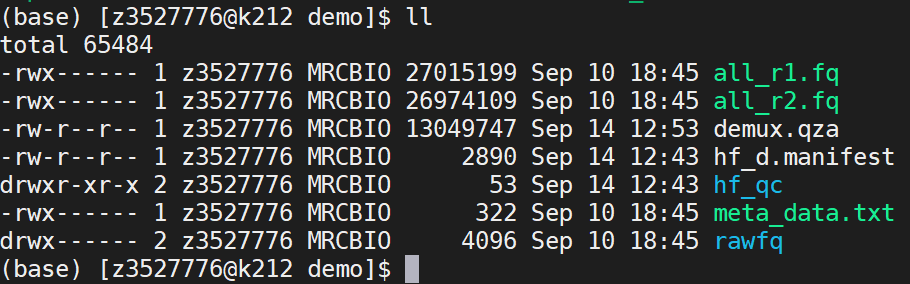 (base) [z3527776@k212 demo]$ ll
total 65484
-rwx------ 1 z3527776 MRCBIO 27015199 Sep 10 18:45 all_r1.fq
-rwx------ 1 z3527776 MRCBIO 26974109 Sep 10 18:45 all_r2.fq
-rw-r--r-- 1 z3527776 MRCBIO 13049747 Sep 14 12:53 demux.qza
-rw-r--r-- 1 z3527776 MRCBIO     2890 Sep 14 12:43 hf_d.manifest
drwxr-xr-x 2 z3527776 MRCBIO       53 Sep 14 12:43 hf_qc
-rwx------ 1 z3527776 MRCBIO      322 Sep 10 18:45 meta_data.txt
drwx------ 2 z3527776 MRCBIO     4096 Sep 10 18:45 rawfq
(base) [z3527776@k212 demo]$